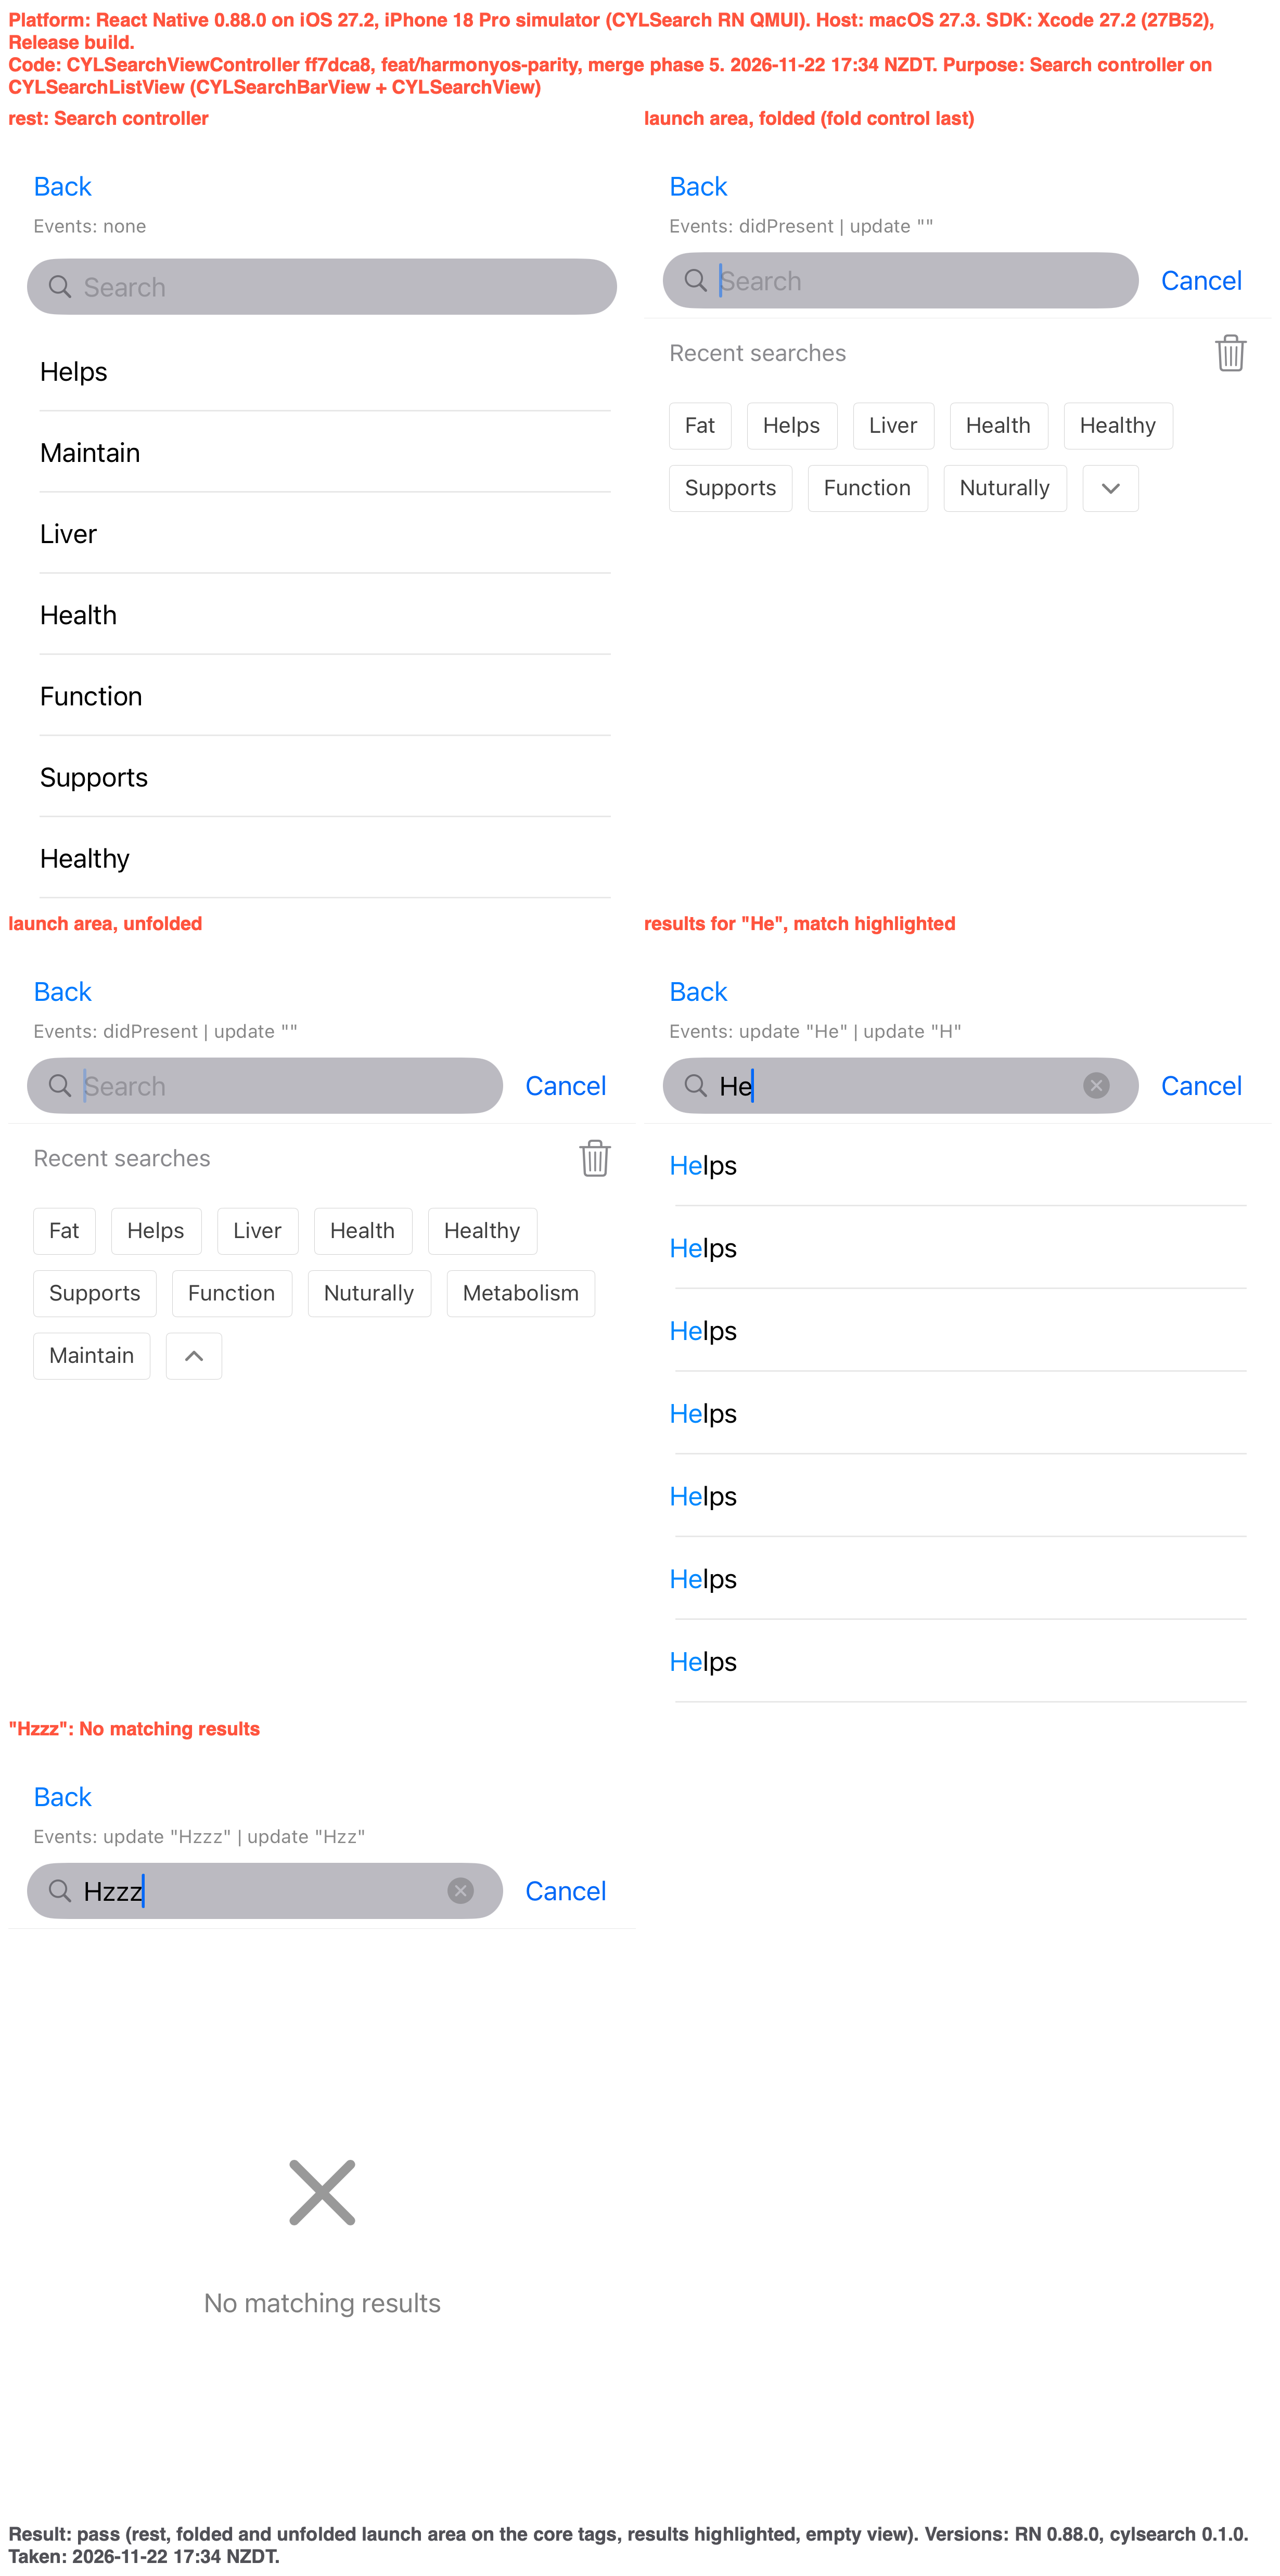 Platform: React Native 0.88.0 on iOS 27.2, iPhone 18 Pro simulator (CYLSearch RN QMUI). Host: macOS 27.3. SDK: Xcode 27.2 (27B52),
Release build.
Code: CYLSearchViewController ff7dca8, feat/harmonyos-parity, merge phase 5. 2026-11-22 17:34 NZDT. Purpose: Search controller on
CYLSearchListView (CYLSearchBarView + CYLSearchView)
rest: Search controller
Back
Events: none
Search
Helps
Maintain
Liver
Health
Function
Supports
Healthy
launch area, folded (fold control last)
Back
Events: didPresent | update ""
Search Cancel
Recent searches
Fat Helps Liver Health Healthy
Supports Function Nuturally
launch area, unfolded
Back
Events: didPresent | update ""
Search Cancel
Recent searches
Fat Helps Liver Health Healthy
Supports Function Nuturally Metabolism
Maintain
results for "He", match highlighted
Back
Events: update "He" | update "H"
He Cancel
Helps
Helps
Helps
Helps
Helps
Helps
Helps
"Hzzz": No matching results
Back
Events: update "Hzzz" | update "Hzz"
Hzzz Cancel
No matching results
Result: pass (rest, folded and unfolded launch area on the core tags, results highlighted, empty view). Versions: RN 0.88.0, cylsearch 0.1.0.
Taken: 2026-11-22 17:34 NZDT.